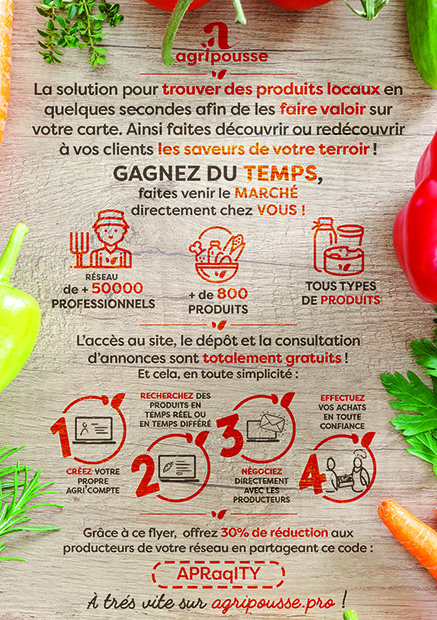 agripousse
La solution pour trouver des produits locaux en
quelques secondes afin de les faire valoir sur
votre carte. Ainsi faites découvrir ou redécouvrir
à vos clients les saveurs de votre terroir !
GAGNEZ DU TEMPS,
faites venir le MARCHÉ
directement chez VOUS !
RÉSEAU
de + 50000
PROFESSIONNELS
+ de 800
PRODUITS
TOUS TYPES
DE PRODUITS
L'accès au site, le dépôt et la consultation
d'annonces sont totalement gratuits !
Et cela, en toute simplicité :
1
CRÉEZ VOTRE
PROPRE
AGRI'COMPTE
RECHERCHEZ DES
PRODUITS EN
TEMPS RÉEL OU
EN TEMPS DIFFÉRÉ
2
3
NÉGOCIEZ
DIRECTEMENT
AVEC LES
PRODUCTEURS
EFFECTUEZ
VOS ACHATS
EN TOUTE
CONFIANCE
4
Grâce à ce flyer, offrez 30% de réduction aux
producteurs de votre réseau en partageant ce code :
APRaqITY
À trés vite sur agripousse.pro !